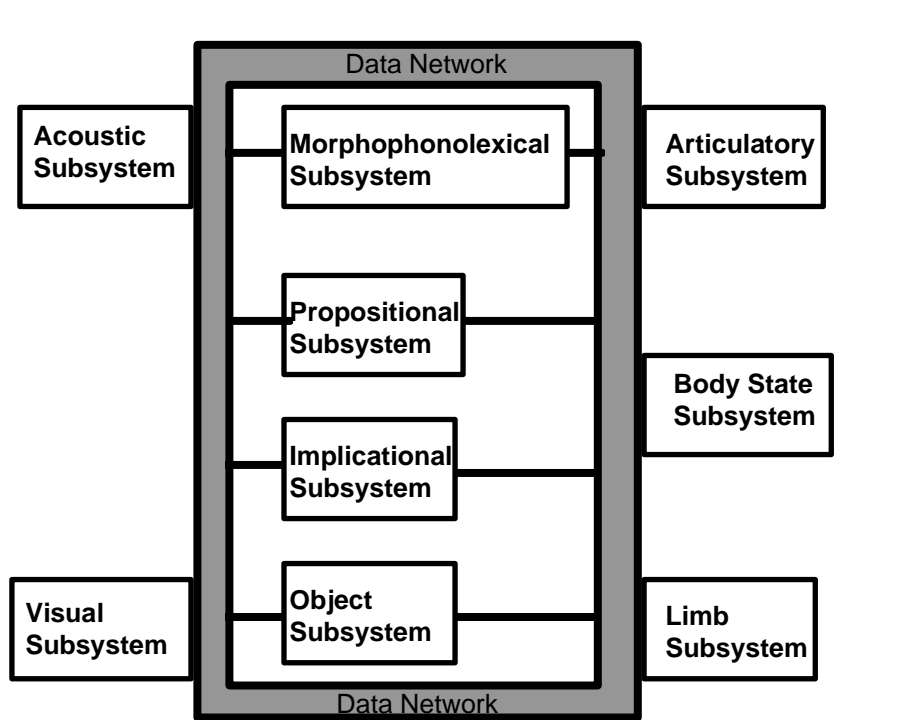 Data Network
Acoustic
Subsystem
Morphophonolexical
Subsystem
Articulatory
Subsystem
Propositional
Subsystem
Body State
Subsystem
Implicational
Subsystem
Visual
Subsystem
Object
Subsystem
Limb
Subsystem
Data Network